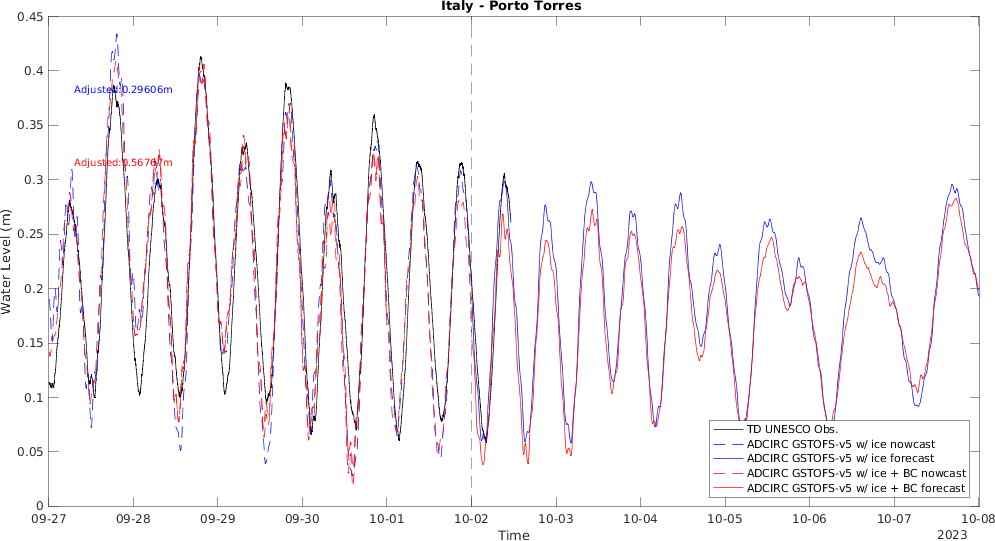 Italy - Porto Torres
0.45
0.4
0.35
0.3
0.25
0.2
0.15
0.1
0.05
0
Water Level (m)
Adjusted:0.29606m
TD UNESCO Obs.
ADCIRC GSTOFS-v5 w/ ice nowcast
ADCIRC GSTOFS-v5 w/ ice forecast
ADCIRC GSTOFS-v5 w/ ice + BC nowcast
ADCIRC GSTOFS-v5 w/ ice + BC forecast
09-27 09-28 09-29 09-30 10-01 10-02 10-03 10-04 10-05 10-06 10-07 10-08
Time
2023